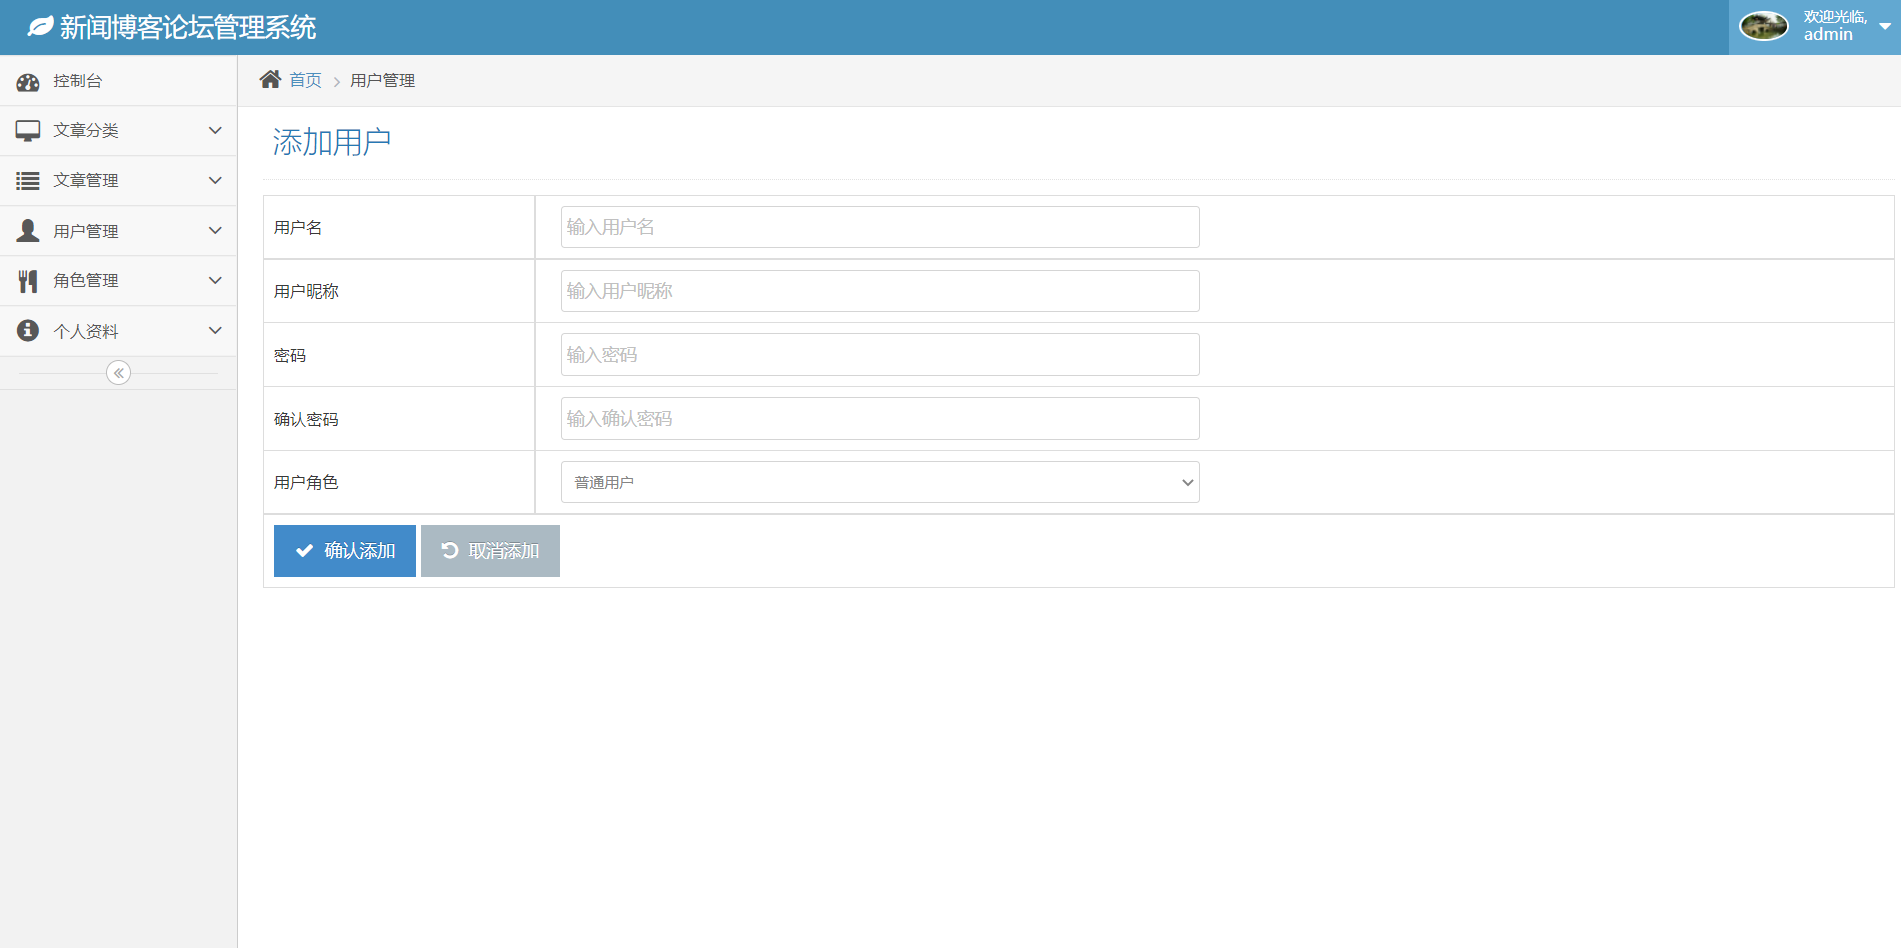 新闻博客论坛管理系统
欢迎光临,
admin
控制台
文章分类
文章管理
用户管理
角色管理
个人资料
首页
用户管理
添加用户
用户名
输入用户名
用户昵称
输入用户昵称
密码
输入密码
确认密码
输入确认密码
用户角色
普通用户
确认添加
取消添加